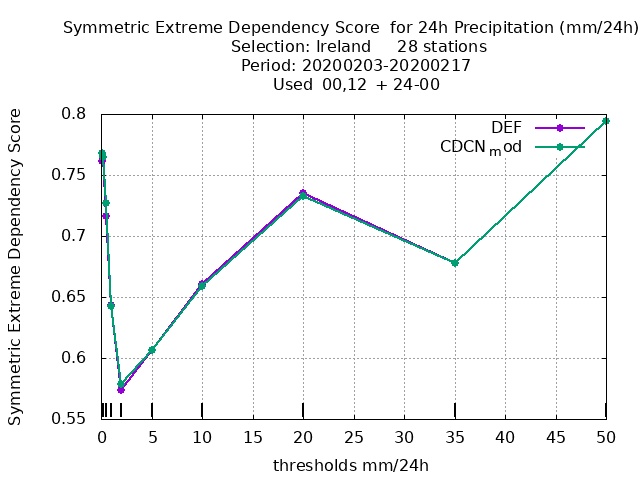 Symmetric Extreme Dependency Score  for 24h Precipitation (mm/24h)
Selection: Ireland     28 stations
Period: 20200203-20200217
Used  00,12  + 24-00
Symmetric Extreme Dependency Score
0.8
0.75
0.7
0.65
0.6
0.55
DEF
CDCN_mod
0 5 10 15 20 25 30 35 40 45 50
thresholds mm/24h